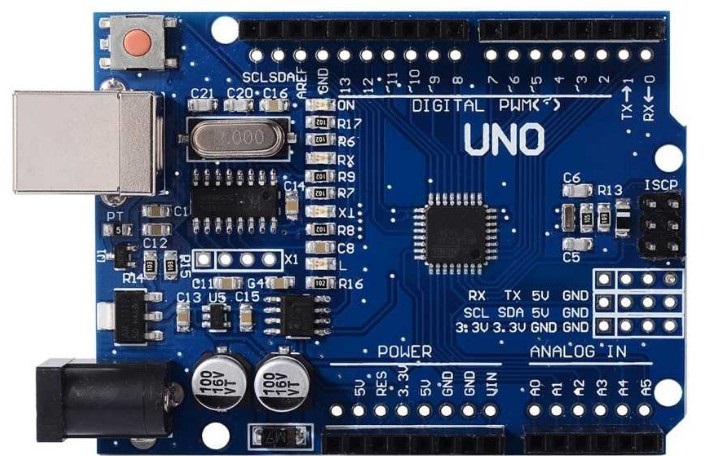 SCL SDA AREF GND 13 12 ~11 ~10 ~9 8 7 ~6 ~5 4 ~3 2 TX→1 RX←0
C21 C20 C16 ON DIGITAL PWM(~)
R17
UNO
R6
RX
R9
C14
R7
C6 R13 ISCP
TX
PT C1
R8
C12 C8
X1 L
C5
R14 C11 G4 R16
C13 U5 C15
RX TX 5V GND
SCL SDA 5V GND
3.3V 3.3V GND GND
POWER ANALOG IN
100 16V VT
100 16V VT
5V RES 3.3V 5V GND GND VIN A0 A1 A2 A3 A4 A5
M7